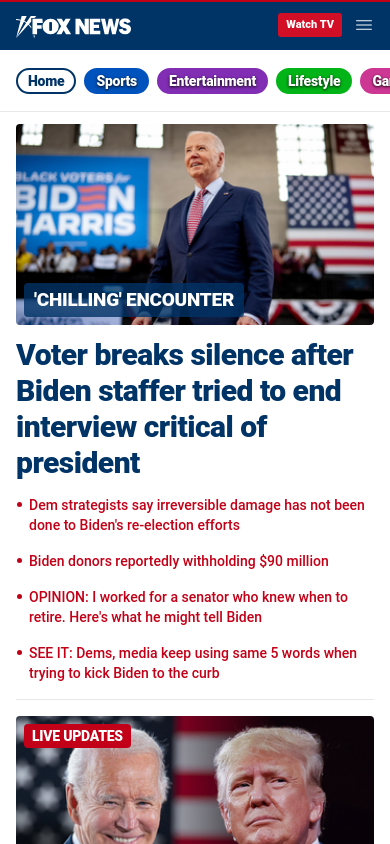 FOX NEWS
Watch TV
Home
Sports
Entertainment
Lifestyle
BLACK VOTERS for
BIDEN
HARRIS
'CHILLING' ENCOUNTER
Voter breaks silence after
Biden staffer tried to end
interview critical of
president
• Dem strategists say irreversible damage has not been
done to Biden's re-election efforts
• Biden donors reportedly withholding $90 million
• OPINION: I worked for a senator who knew when to
retire. Here's what he might tell Biden
• SEE IT: Dems, media keep using same 5 words when
trying to kick Biden to the curb
LIVE UPDATES